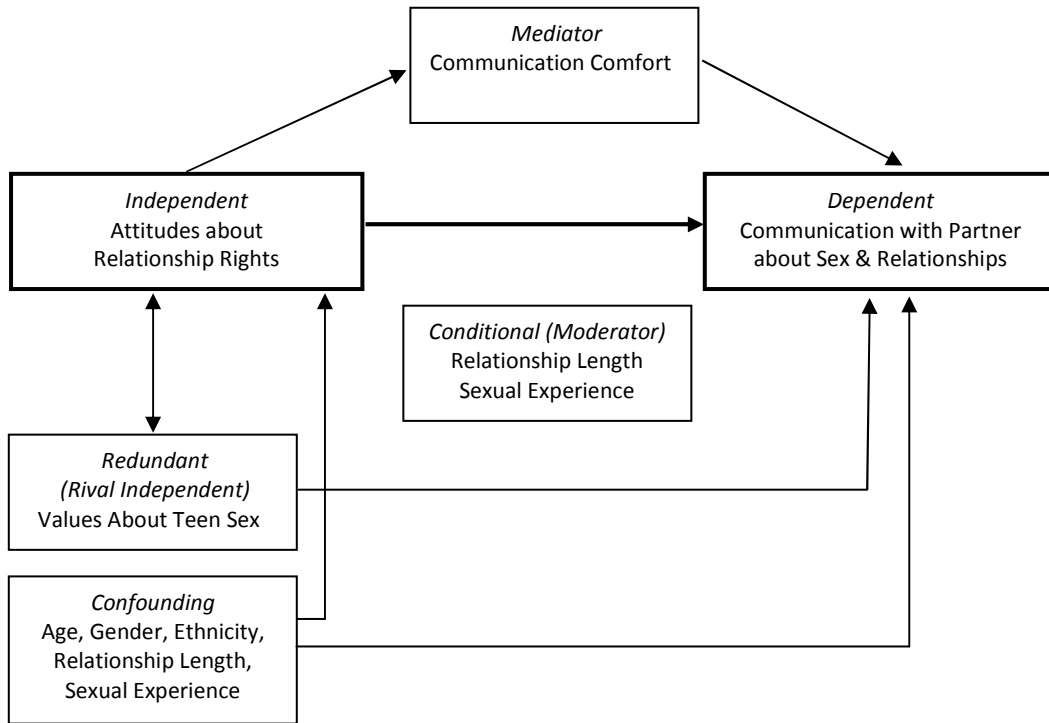 Mediator
Communication Comfort
Independent
Attitudes about
Relationship Rights
Dependent
Communication with Partner
about Sex & Relationships
Conditional (Moderator)
Relationship Length
Sexual Experience
Redundant
(Rival Independent)
Values About Teen Sex
Confounding
Age, Gender, Ethnicity,
Relationship Length,
Sexual Experience